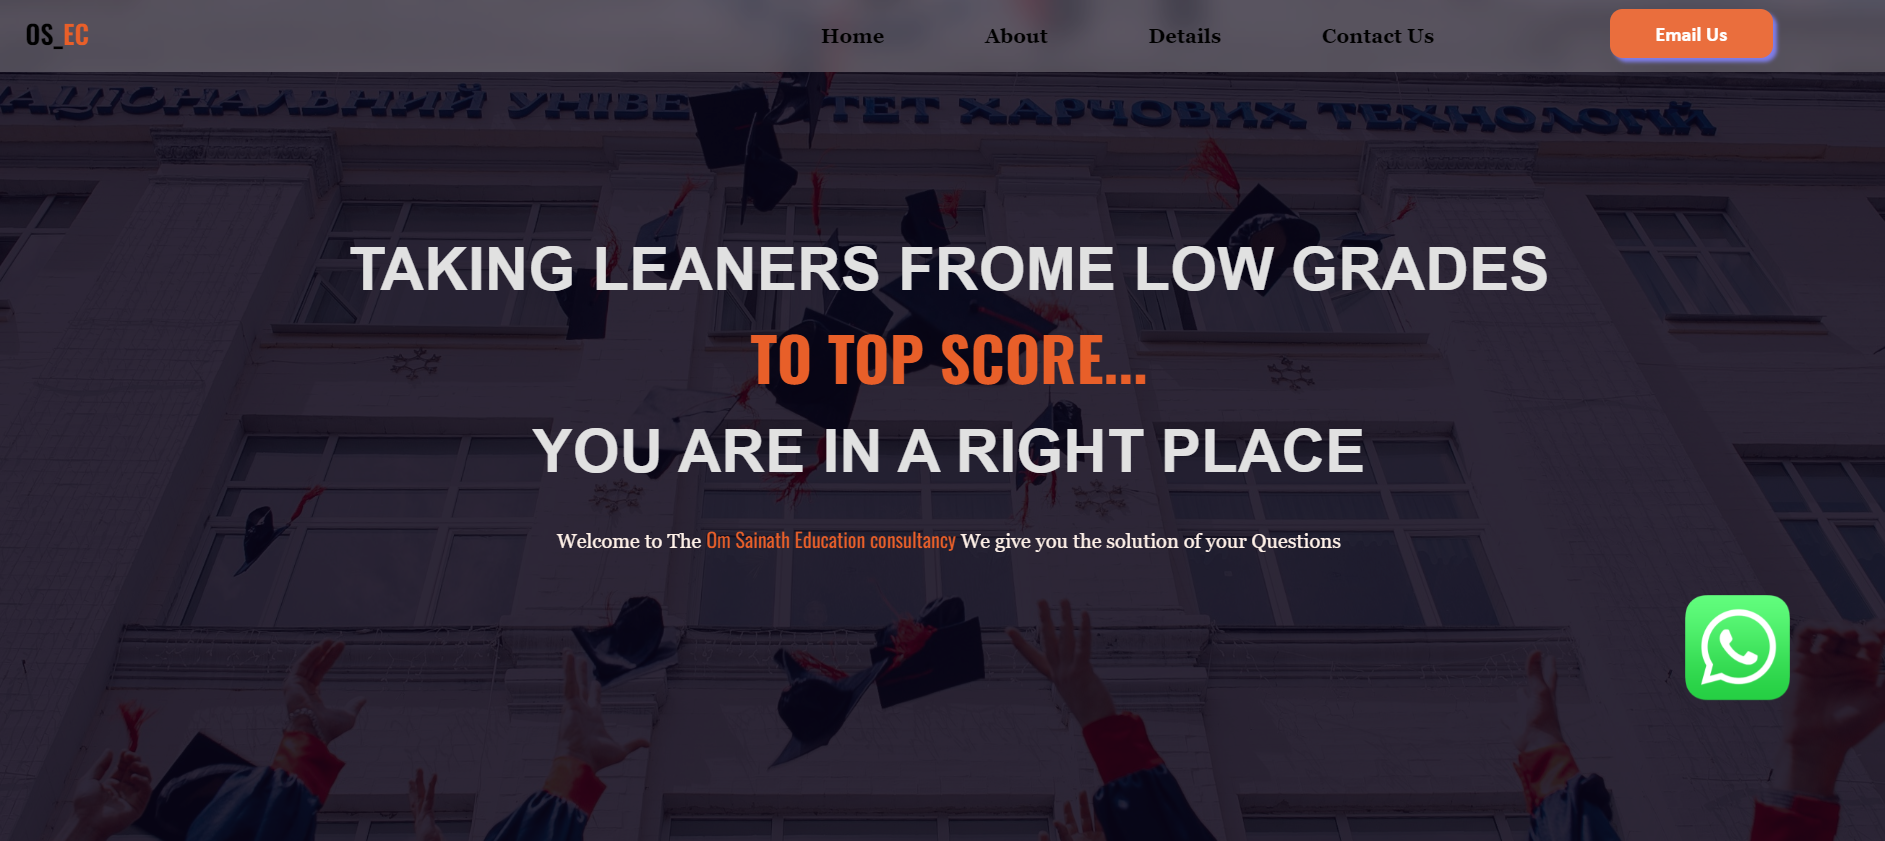 OS_EC
Home
About
Details
Contact Us
Email Us
АЦІОНАЛЬНИЙ УНІВЕ ТЕТ ХАРЧОВИХ ТЕХНОЛОГІЙ
TAKING LEANERS FROME LOW GRADES
TO TOP SCORE...
YOU ARE IN A RIGHT PLACE
Welcome to The Om Sainath Education consultancy We give you the solution of your Questions